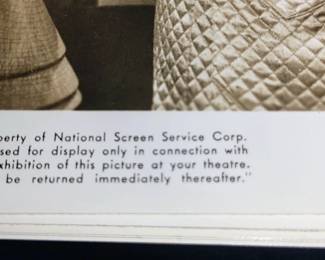 perty of National Screen Service Corp.
sed for display only in connection with
xhibition of this picture at your theatre.
be returned immediately thereafter."